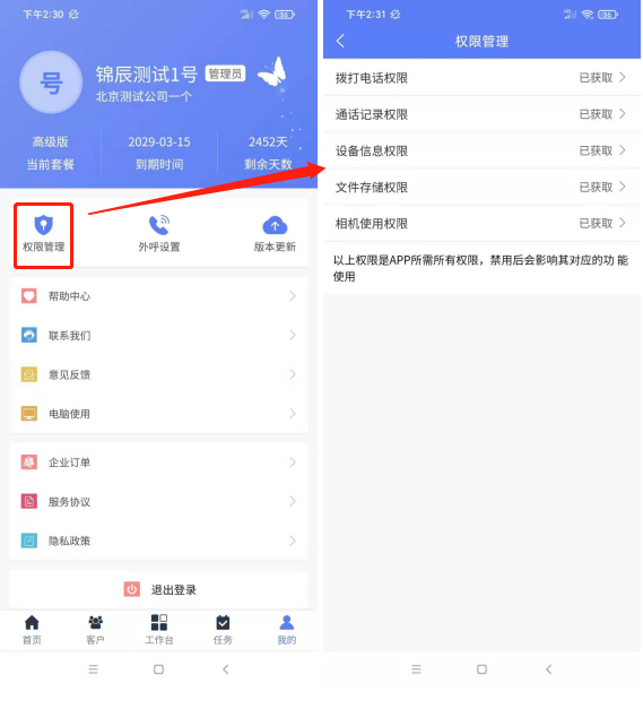 下午2:30
36
号
锦辰测试1号 管理员
北京测试公司一个
高级版 2029-03-15 2452天
当前套餐 到期时间 剩余天数
权限管理 外呼设置 版本更新
帮助中心
联系我们
意见反馈
电脑使用
企业订单
服务协议
隐私政策
退出登录
首页 客户 工作台 任务 我的
下午2:31
36
权限管理
拨打电话权限 已获取
通话记录权限 已获取
设备信息权限 已获取
文件存储权限 已获取
相机使用权限 已获取
以上权限是APP所需所有权限，禁用后会影响其对应的功 能
使用